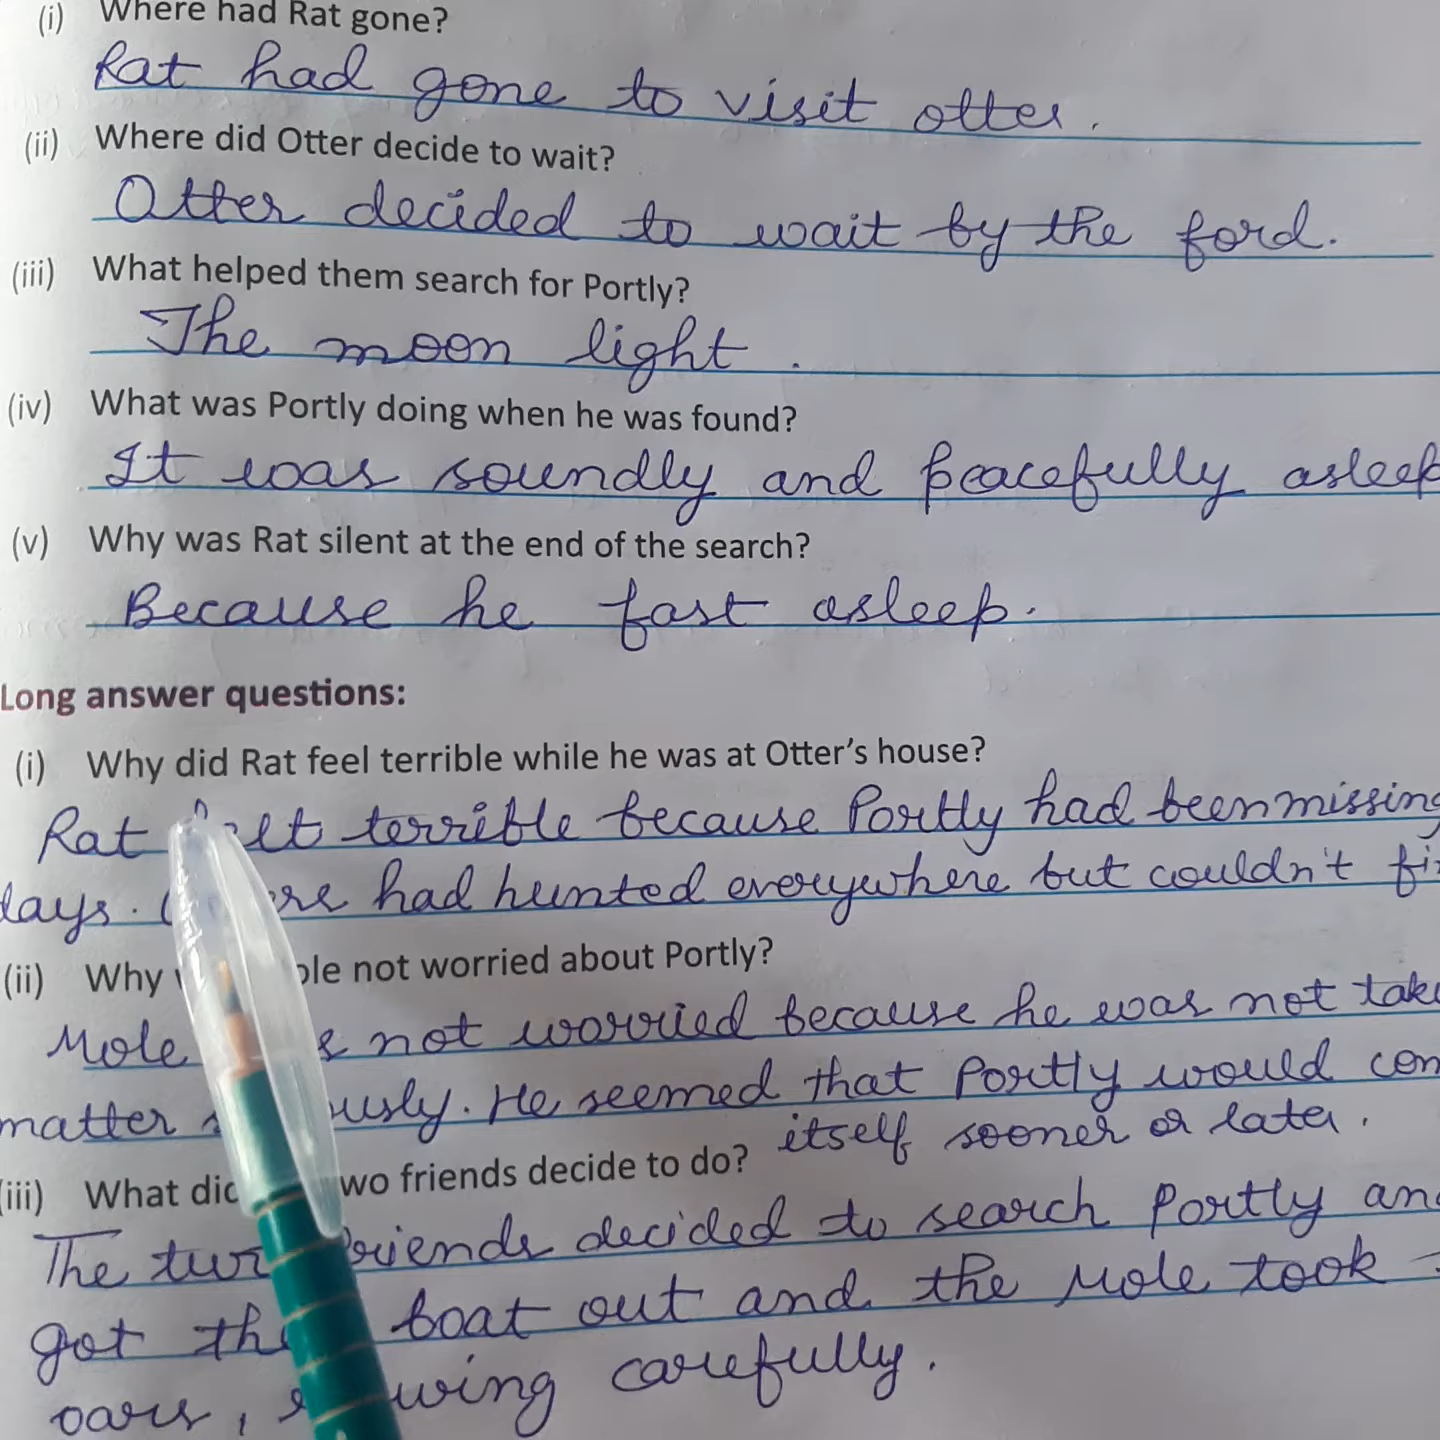 (i) Where had Rat gone?
Rat had gone to visit otter.
(ii) Where did Otter decide to wait?
Otter decided to wait by the ford.
(iii) What helped them search for Portly?
The moon light.
(iv) What was Portly doing when he was found?
It was soundly and peacefully asleep
(v) Why was Rat silent at the end of the search?
Because he fast asleep.
Long answer questions:
(i) Why did Rat feel terrible while he was at Otter's house?
Rat felt terrible because Portly had been missing
days. had hunted everywhere but couldn't
(ii) Why not worried about Portly?
Mole not worried because he was not
matter He seemed that Portly would
itself sooner or later.
(iii) What friends decide to do?
The friends decided to search Portly
got boat out and the Mole took
oars, carefully.